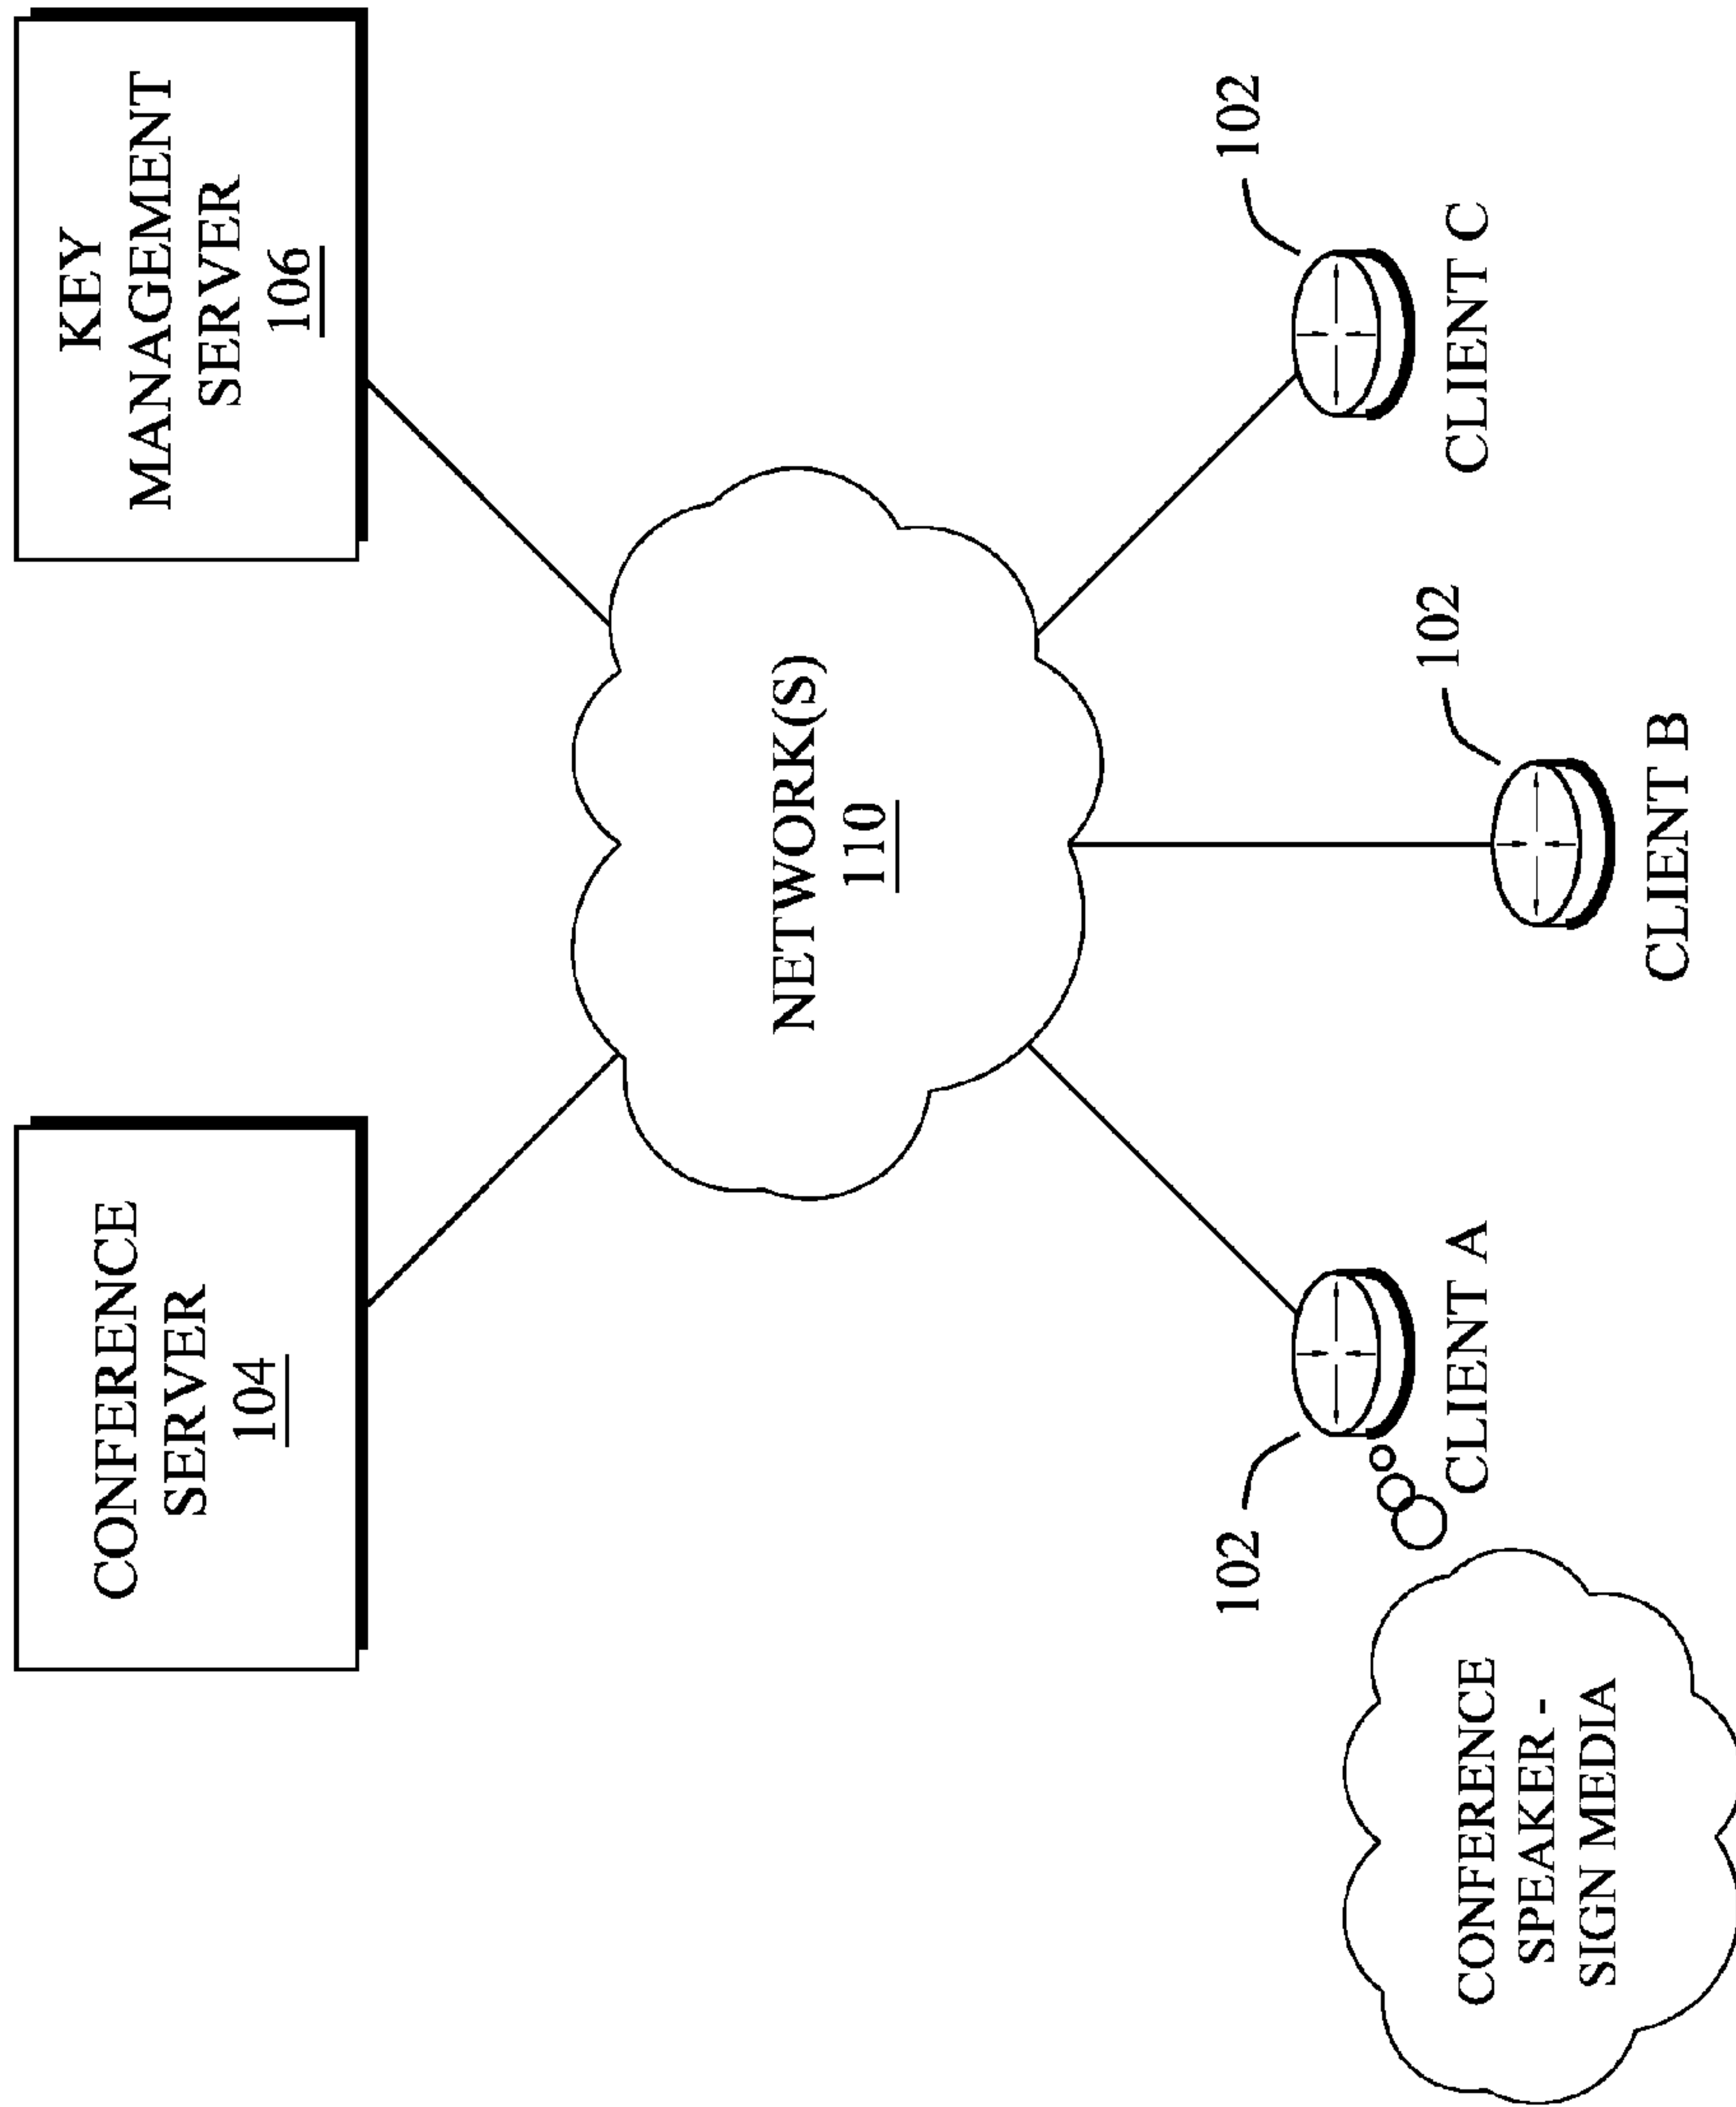 CONFERENCE
SERVER
104
KEY
MANAGEMENT
SERVER
106
NETWORK(S)
110
102
CLIENT A
102
CLIENT B
102
CLIENT C
CONFERENCE
SPEAKER -
SIGN MEDIA